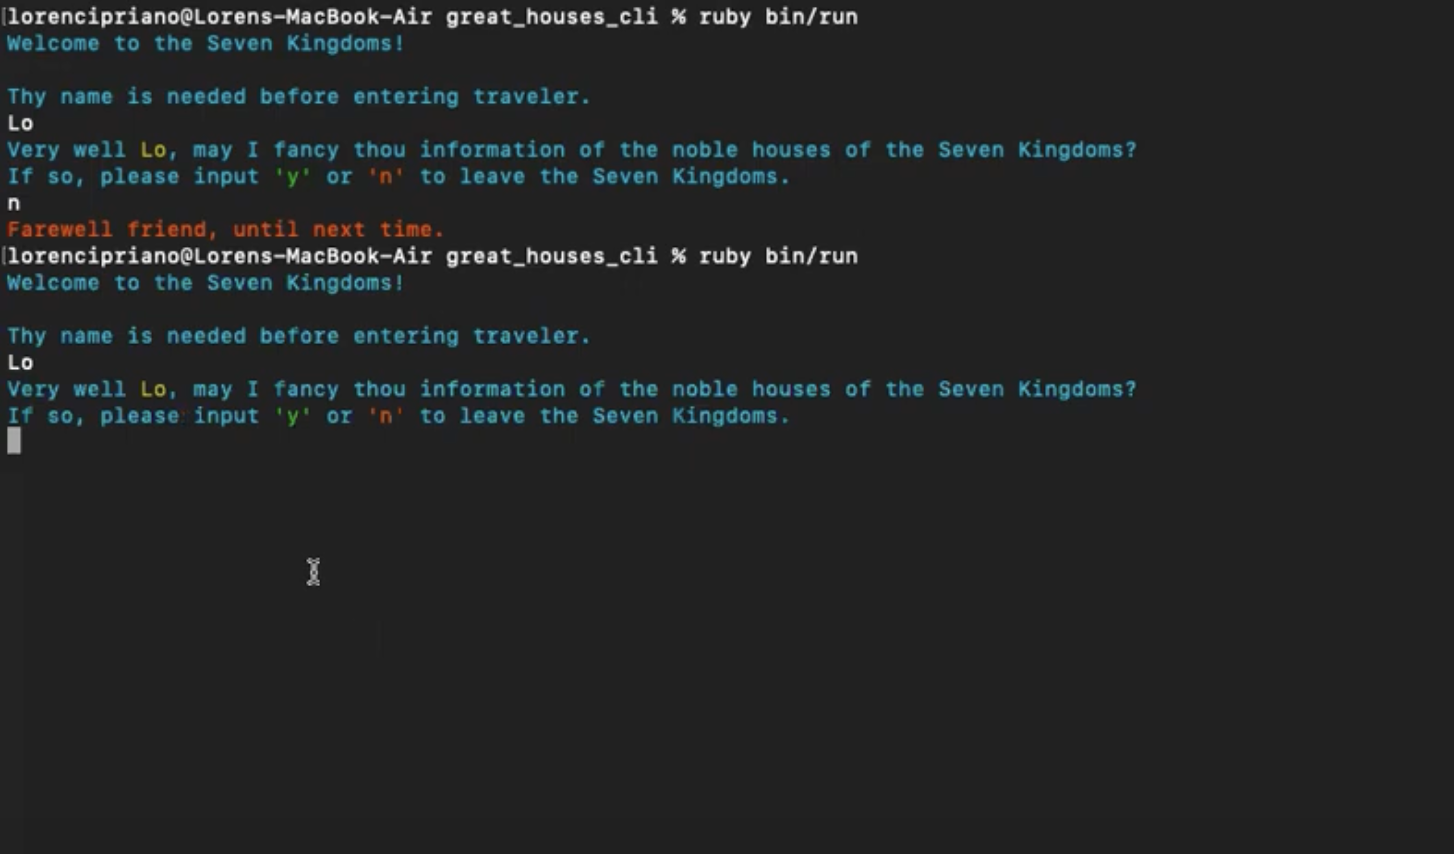 lorencipriano@Lorens-MacBook-Air great_houses_cli % ruby bin/run
Welcome to the Seven Kingdoms!
Thy name is needed before entering traveler.
Lo
Very well Lo, may I fancy thou information of the noble houses of the Seven Kingdoms?
If so, please input 'y' or 'n' to leave the Seven Kingdoms.
n
Farewell friend, until next time.
lorencipriano@Lorens-MacBook-Air great_houses_cli % ruby bin/run
Welcome to the Seven Kingdoms!
Thy name is needed before entering traveler.
Lo
Very well Lo, may I fancy thou information of the noble houses of the Seven Kingdoms?
If so, please input 'y' or 'n' to leave the Seven Kingdoms.